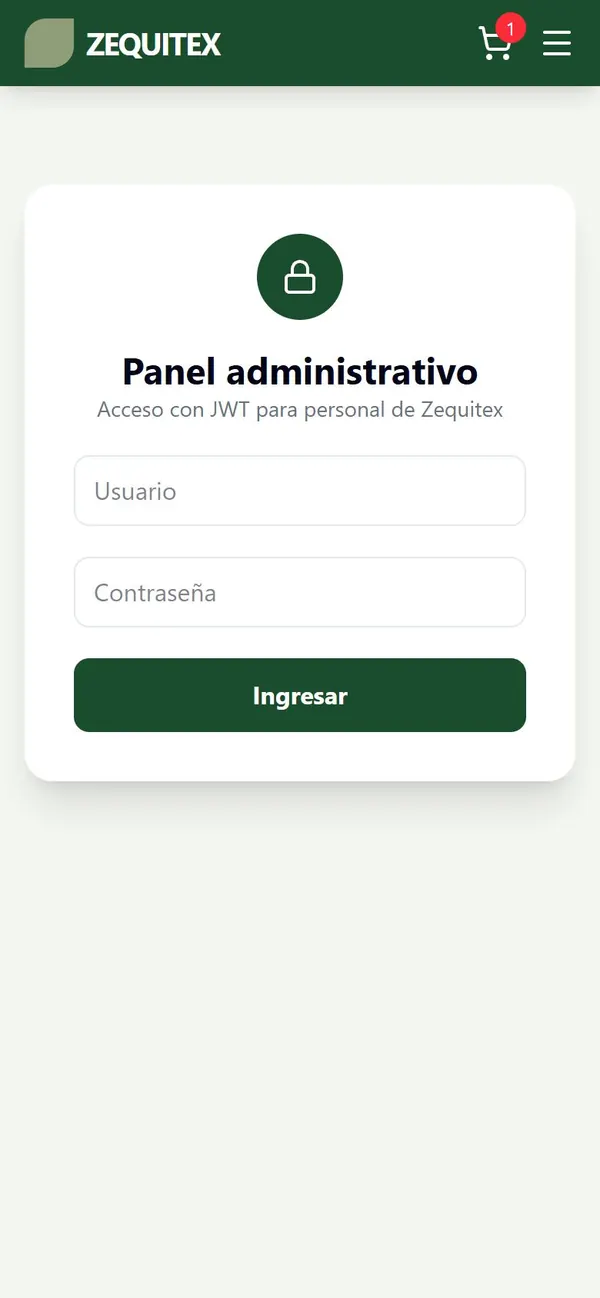 ZEQUITEX
1
Panel administrativo
Acceso con JWT para personal de Zequitex
Usuario
Contraseña
Ingresar